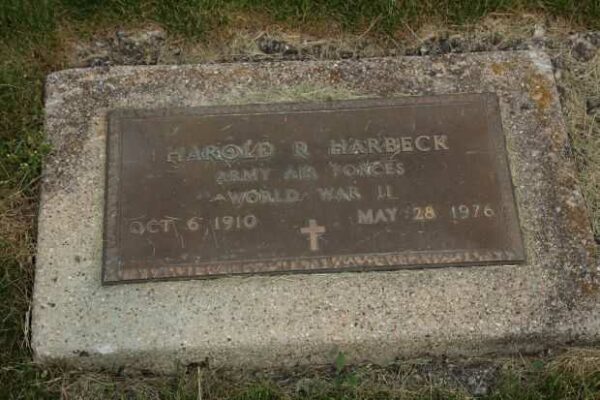 HAROLD R HARBECK
ARMY AIR FORCES
WORLD WAR II
OCT 6 1910 MAY 28 1976